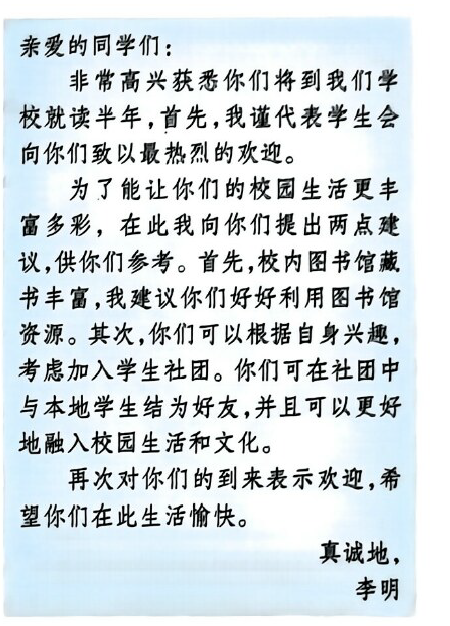 亲爱的同学们：
非常高兴获悉你们将到我们学
校就读半年，首先，我谨代表学生会
向你们致以最热烈的欢迎。
为了能让你们的校园生活更丰
富多彩，在此我向你们提出两点建
议，供你们参考。首先，校内图书馆藏
书丰富，我建议你们好好利用图书馆
资源。其次，你们可以根据自身兴趣，
考虑加入学生社团。你们可在社团中
与本地学生结为好友，并且可以更好
地融入校园生活和文化。
再次对你们的到来表示欢迎，希
望你们在此生活愉快。
真诚地，
李明